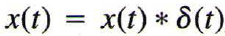 x(t) = x(t) * δ(t)